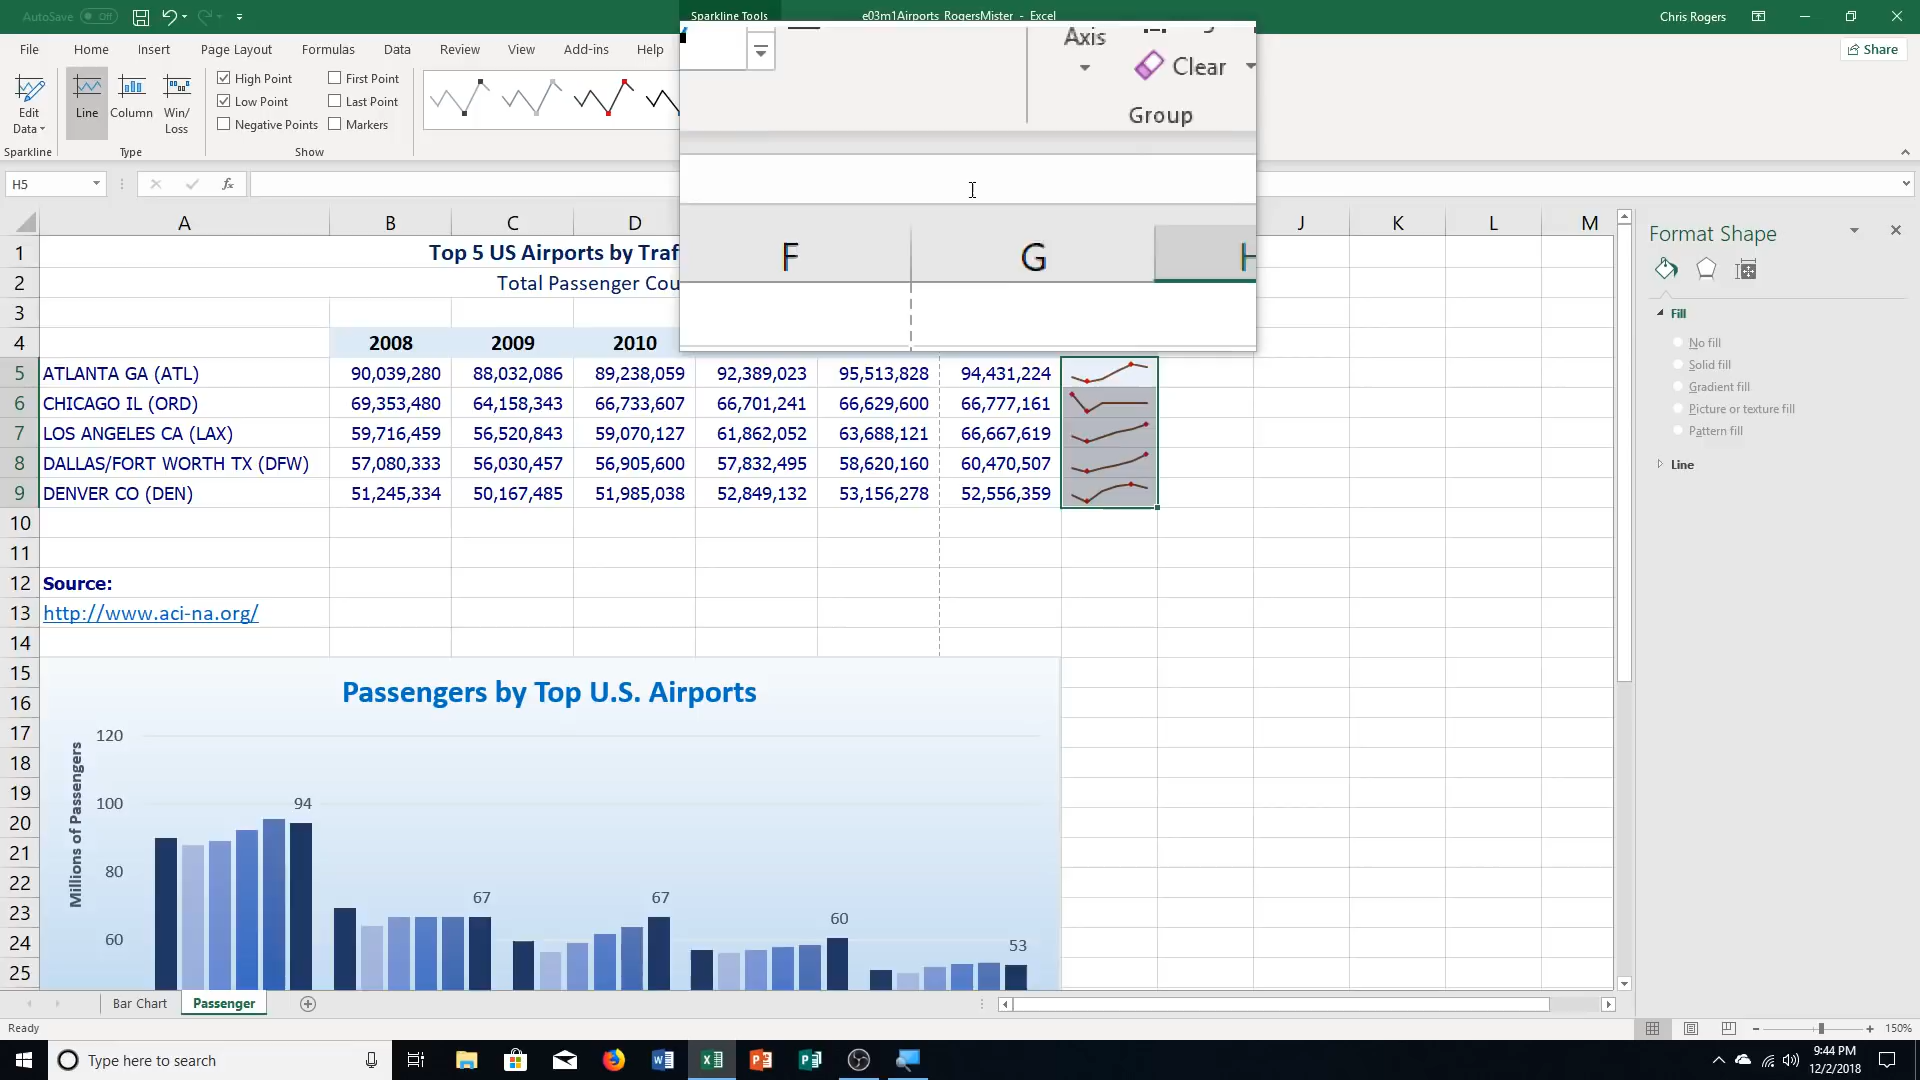 AutoSave Off
Sparkline Tools
e03m1Airports_RogersMister - Excel
Chris Rogers
File Home Insert Page Layout Formulas Data Review View Add-ins Help
Share
Edit
Data
Line
Column
Win/
Loss
High Point
Low Point
Negative Points
First Point
Last Point
Markers
Sparkline
Type
Show
Axis
Clear
Group
F G
H5
fx
A B C D J K L M
1 Top 5 US Airports by Traf
2 Total Passenger Cou
3
4 2008 2009 2010
5 ATLANTA GA (ATL) 90,039,280 88,032,086 89,238,059 92,389,023 95,513,828 94,431,224
6 CHICAGO IL (ORD) 69,353,480 64,158,343 66,733,607 66,701,241 66,629,600 66,777,161
7 LOS ANGELES CA (LAX) 59,716,459 56,520,843 59,070,127 61,862,052 63,688,121 66,667,619
8 DALLAS/FORT WORTH TX (DFW) 57,080,333 56,030,457 56,905,600 57,832,495 58,620,160 60,470,507
9 DENVER CO (DEN) 51,245,334 50,167,485 51,985,038 52,849,132 53,156,278 52,556,359
10
11
12 Source:
13 http://www.aci-na.org/
14
15
16
17
18
19
20
21
22
23
24
25
Passengers by Top U.S. Airports
Millions of Passengers
120
100
80
60
94
67
67
60
53
Format Shape
Fill
No fill
Solid fill
Gradient fill
Picture or texture fill
Pattern fill
Line
Bar Chart
Passenger
Ready
150%
Type here to search
9:44 PM
12/2/2018